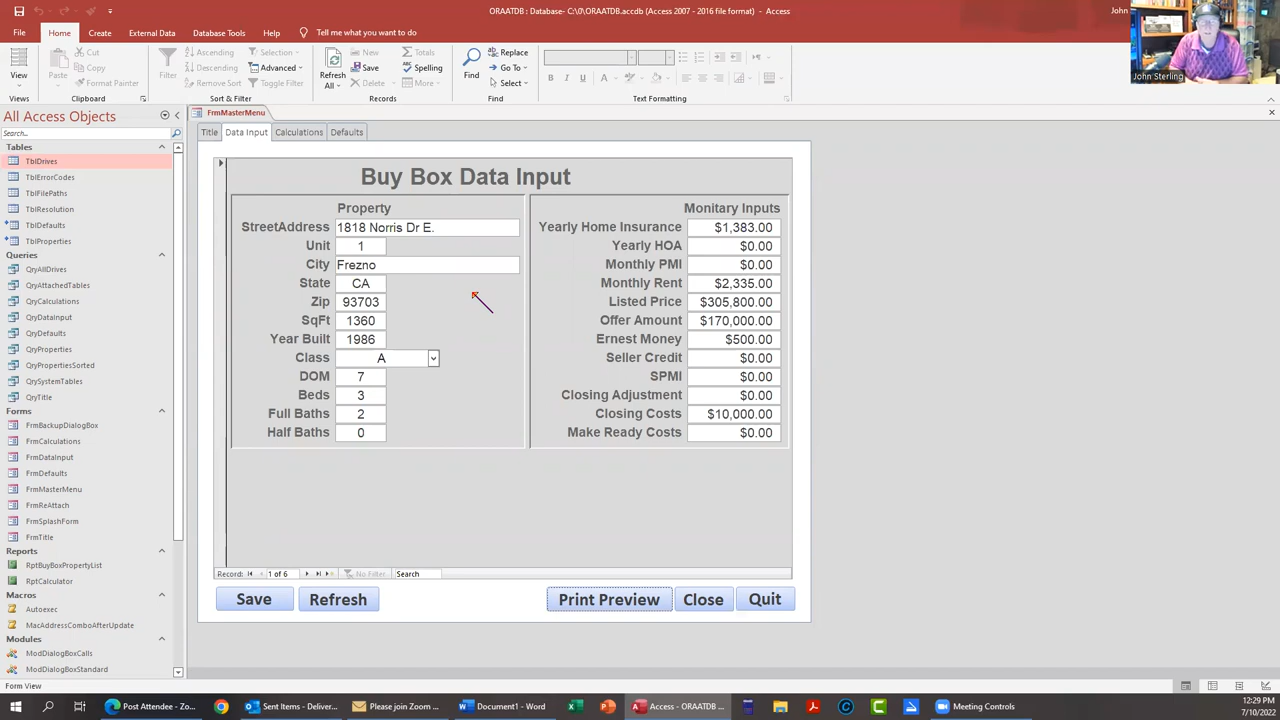 ORAATDB : Database- C:\0\ORAATDB.accdb (Access 2007 - 2016 file format) - Access
John
File Home Create External Data Database Tools Help Tell me what you want to do
View
Views
Paste
Cut
Copy
Format Painter
Clipboard
Filter
Ascending
Descending
Remove Sort
Selection
Advanced
Toggle Filter
Sort & Filter
Refresh
All
New
Save
Delete
Totals
Spelling
More
Records
Find
Replace
Go To
Select
Find
B I U A
Text Formatting
John Sterling
All Access Objects
Search...
Tables
TblDrives
TblErrorCodes
TblFilePaths
TblResolution
TblDefaults
TblProperties
Queries
QryAllDrives
QryAttachedTables
QryCalculations
QryDataInput
QryDefaults
QryProperties
QryPropertiesSorted
QrySystemTables
QryTitle
Forms
FrmBackupDialogBox
FrmCalculations
FrmDataInput
FrmDefaults
FrmMasterMenu
FrmReAttach
FrmSplashForm
FrmTitle
Reports
RptBuyBoxPropertyList
RptCalculator
Macros
Autoexec
MacAddressComboAfterUpdate
Modules
ModDialogBoxCalls
ModDialogBoxStandard
FrmMasterMenu
Title Data Input Calculations Defaults
Buy Box Data Input
Property
StreetAddress 1818 Norris Dr E.
Unit 1
City Frezno
State CA
Zip 93703
SqFt 1360
Year Built 1986
Class A
DOM 7
Beds 3
Full Baths 2
Half Baths 0
Monitary Inputs
Yearly Home Insurance $1,383.00
Yearly HOA $0.00
Monthly PMI $0.00
Monthly Rent $2,335.00
Listed Price $305,800.00
Offer Amount $170,000.00
Ernest Money $500.00
Seller Credit $0.00
SPMI $0.00
Closing Adjustment $0.00
Closing Costs $10,000.00
Make Ready Costs $0.00
Record: 1 of 6 No Filter Search
Save Refresh Print Preview Close Quit
Form View
Post Attendee - Zo... Sent Items - Delivere... Please join Zoom ... Document1 - Word Access - ORAATDB ... Meeting Controls
12:29 PM
7/10/2022